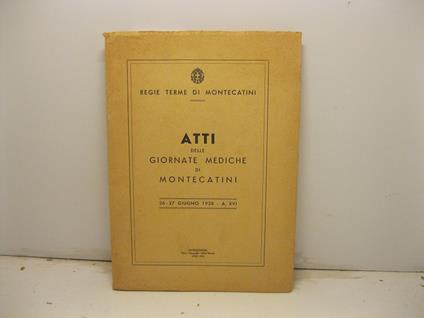 REGIE TERME DI MONTECATINI
ATTI
DELLE
GIORNATE MEDICHE
DI
MONTECATINI
26-27 GIUGNO 1938 - A. XVI